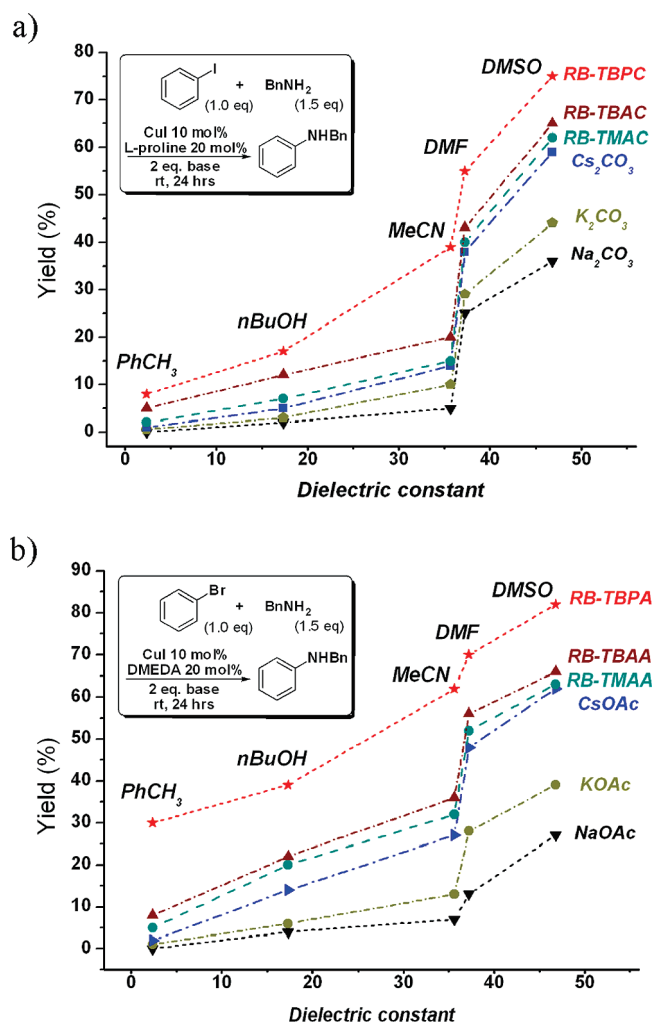 a)
80
70
60
50
40
30
20
10
0
Yield (%)
I
+
BnNH₂
(1.0 eq)
(1.5 eq)
CuI 10 mol%
L-proline 20 mol%
2 eq. base
rt, 24 hrs
NHBn
PhCH₃
nBuOH
MeCN
DMF
DMSO
RB-TBPC
RB-TBAC
RB-TMAC
Cs₂CO₃
K₂CO₃
Na₂CO₃
0 10 20 30 40 50
Dielectric constant
b)
90
80
70
60
50
40
30
20
10
0
Yield (%)
Br
+
BnNH₂
(1.0 eq)
(1.5 eq)
CuI 10 mol%
DMEDA 20 mol%
2 eq. base
rt, 24 hrs
NHBn
PhCH₃
nBuOH
MeCN
DMF
DMSO
RB-TBPA
RB-TBAA
RB-TMAA
CsOAc
KOAc
NaOAc
0 10 20 30 40 50
Dielectric constant